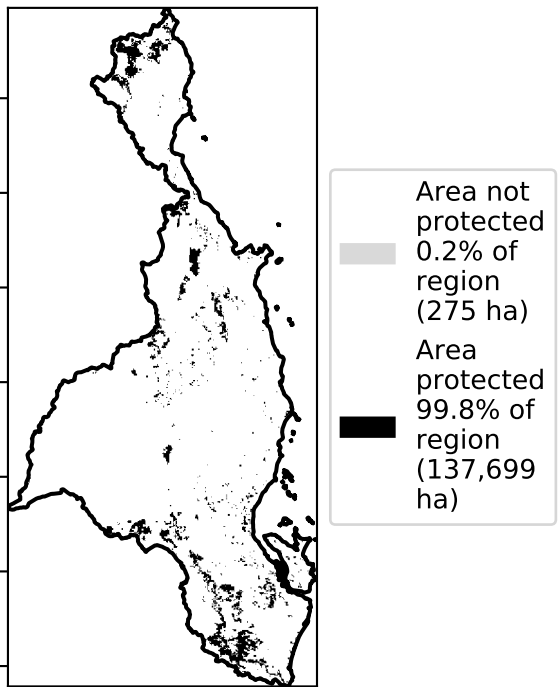 Area not
protected
0.2% of
region
(275 ha)
Area
protected
99.8% of
region
(137,699
ha)